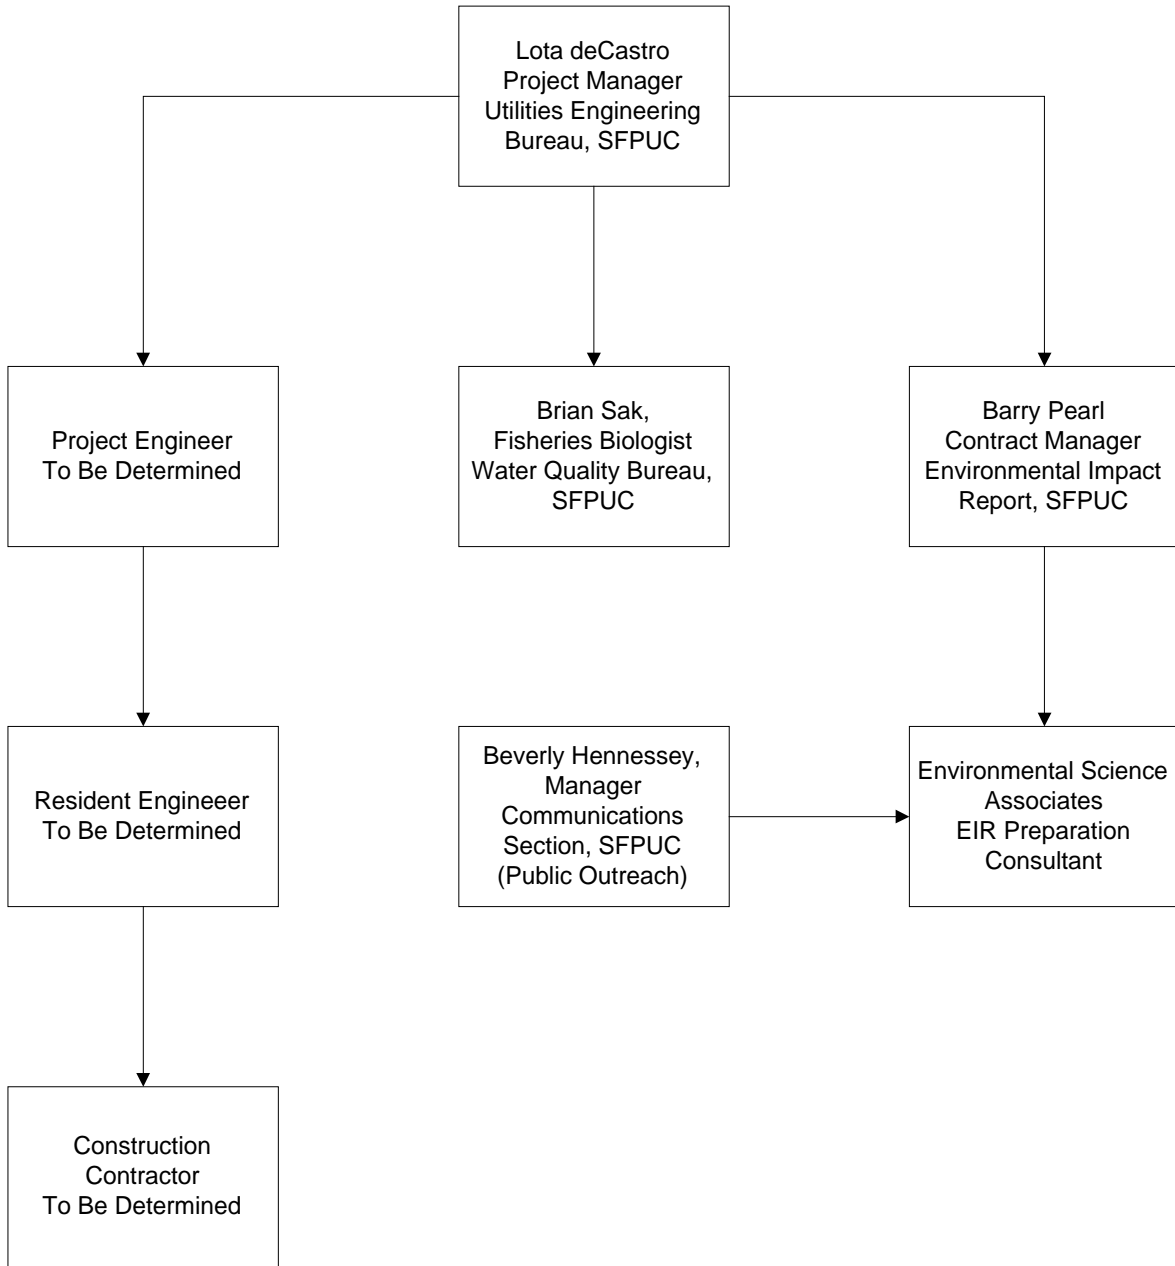 Lota deCastro
Project Manager
Utilities Engineering
Bureau, SFPUC
Project Engineer
To Be Determined
Brian Sak,
Fisheries Biologist
Water Quality Bureau,
SFPUC
Barry Pearl
Contract Manager
Environmental Impact
Report, SFPUC
Resident Engineeer
To Be Determined
Beverly Hennessey,
Manager
Communications
Section, SFPUC
(Public Outreach)
Environmental Science
Associates
EIR Preparation
Consultant
Construction
Contractor
To Be Determined